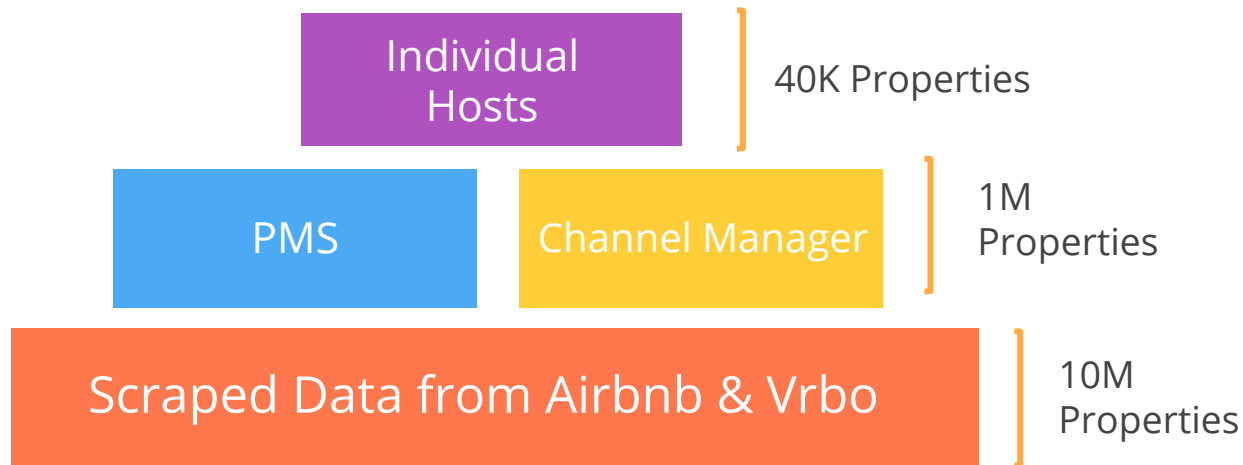 Individual
Hosts
40K Properties
PMS
Channel Manager
1M
Properties
Scraped Data from Airbnb & Vrbo
10M
Properties